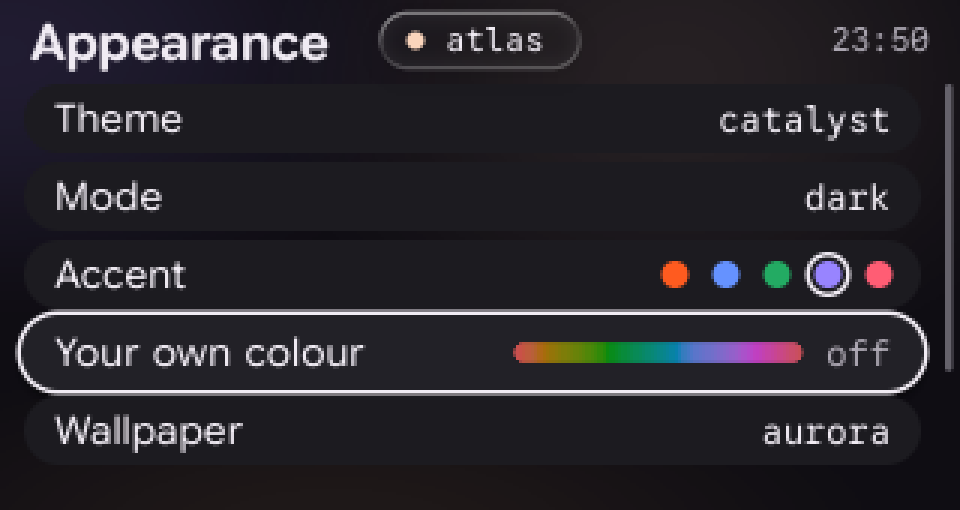 Appearance atlas 23:50
Theme catalyst
Mode dark
Accent
Your own colour off
Wallpaper aurora